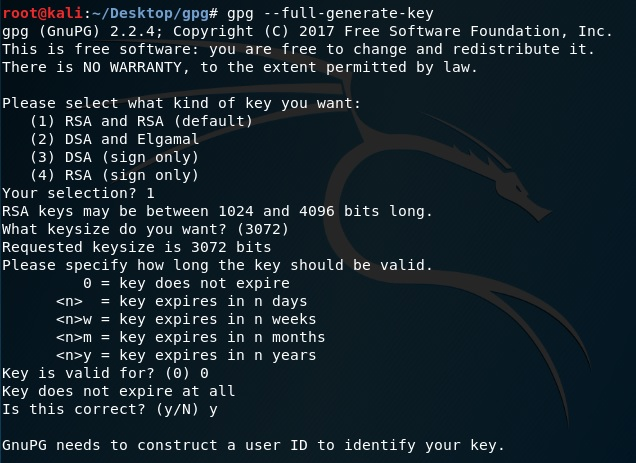 root@kali:~/Desktop/gpg# gpg --full-generate-key
gpg (GnuPG) 2.2.4; Copyright (C) 2017 Free Software Foundation, Inc.
This is free software: you are free to change and redistribute it.
There is NO WARRANTY, to the extent permitted by law.

Please select what kind of key you want:
   (1) RSA and RSA (default)
   (2) DSA and Elgamal
   (3) DSA (sign only)
   (4) RSA (sign only)
Your selection? 1
RSA keys may be between 1024 and 4096 bits long.
What keysize do you want? (3072)
Requested keysize is 3072 bits
Please specify how long the key should be valid.
         0 = key does not expire
      <n>  = key expires in n days
      <n>w = key expires in n weeks
      <n>m = key expires in n months
      <n>y = key expires in n years
Key is valid for? (0) 0
Key does not expire at all
Is this correct? (y/N) y

GnuPG needs to construct a user ID to identify your key.